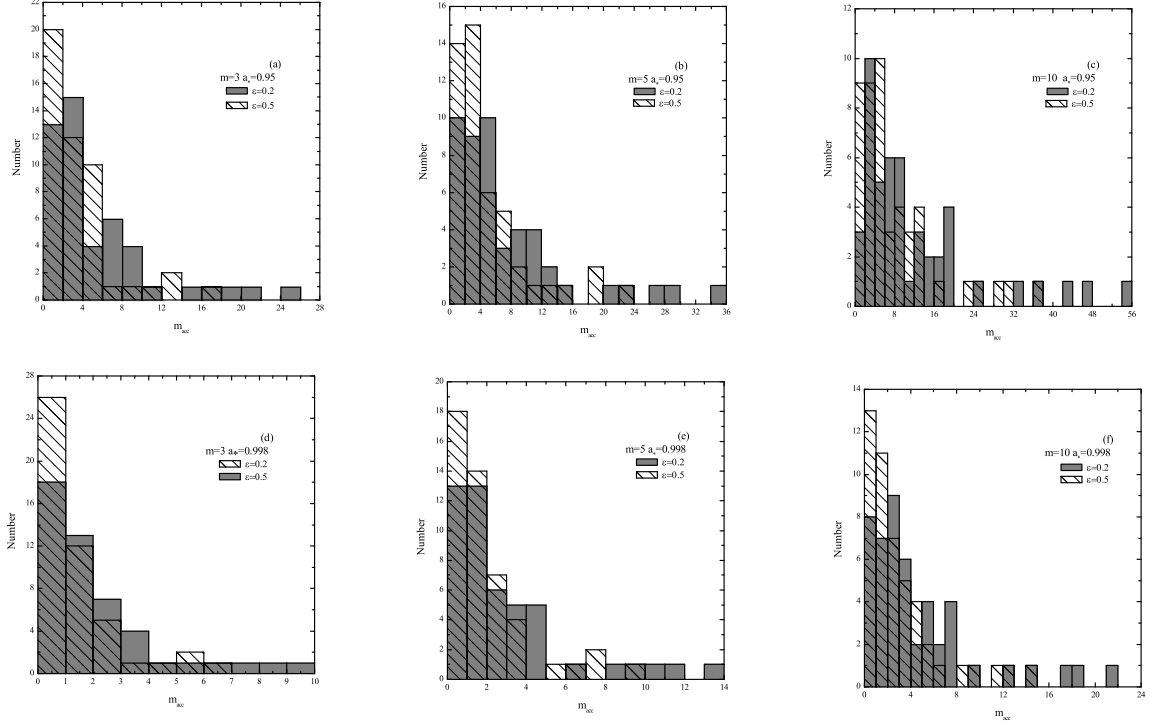 22
20
18
16
14
12
10
8
6
4
2
0
Number
(a)
m=3 a*=0.95
ε=0.2
ε=0.5
0 4 8 12 16 20 24 28
m_acc
16
14
12
10
8
6
4
2
0
Number
(b)
m=5 a*=0.95
ε=0.2
ε=0.5
0 4 8 12 16 20 24 28 32 36
m_acc
12
10
8
6
4
2
0
Number
(c)
m=10 a*=0.95
ε=0.2
ε=0.5
0 8 16 24 32 40 48 56
m_acc
28
24
20
16
12
8
4
0
Number
(d)
m=3 a*=0.998
ε=0.2
ε=0.5
0 1 2 3 4 5 6 7 8 9 10
m_acc
20
18
16
14
12
10
8
6
4
2
0
Number
(e)
m=5 a*=0.998
ε=0.2
ε=0.5
0 2 4 6 8 10 12 14
m_acc
14
12
10
8
6
4
2
0
Number
(f)
m=10 a*=0.998
ε=0.2
ε=0.5
0 4 8 12 16 20 24
m_acc